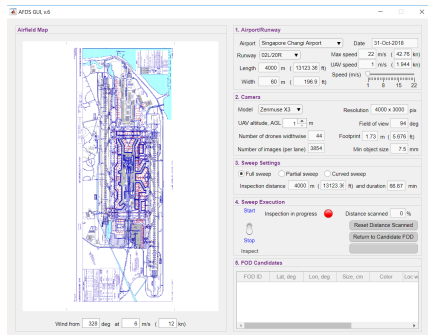 AFDS GUI, v.6
Airfield Map
Wind from 328 deg at 6 m/s ( 12 kn)
1. Airport/Runway
Airport Singapore Changi Airport Date 31-Oct-2018
Runway 02L/20R Max speed 22 m/s ( 42.76 kn)
UAV speed 1 m/s ( 1.944 kn)
Length 4000 m ( 13123.36 ft) Speed (m/s)
1 8 15 22
Width 60 m ( 196.9 ft)
2. Camera
Model Zenmuse X3 Resolution 4000 x 3000 pix
UAV altitude, AGL 1 m Field of view 94 deg
Number of drones widthwise 44 Footprint 1.73 m ( 5.676 ft)
Number of images (per lane) 3854 Min object size 7.5 mm
3. Sweep Settings
Full sweep Partial sweep Curved sweep
Inspection distance 4000 m ( 13123.36 ft) and duration 66.67 min
4. Sweep Execution
Start Inspection in progress Distance scanned 0 %
Reset Distance Scanned
Stop Return to Candidate FOD
Inspect
5. FOD Candidates
FOD ID Lat, deg Lon, deg Size, cm Color Loc w